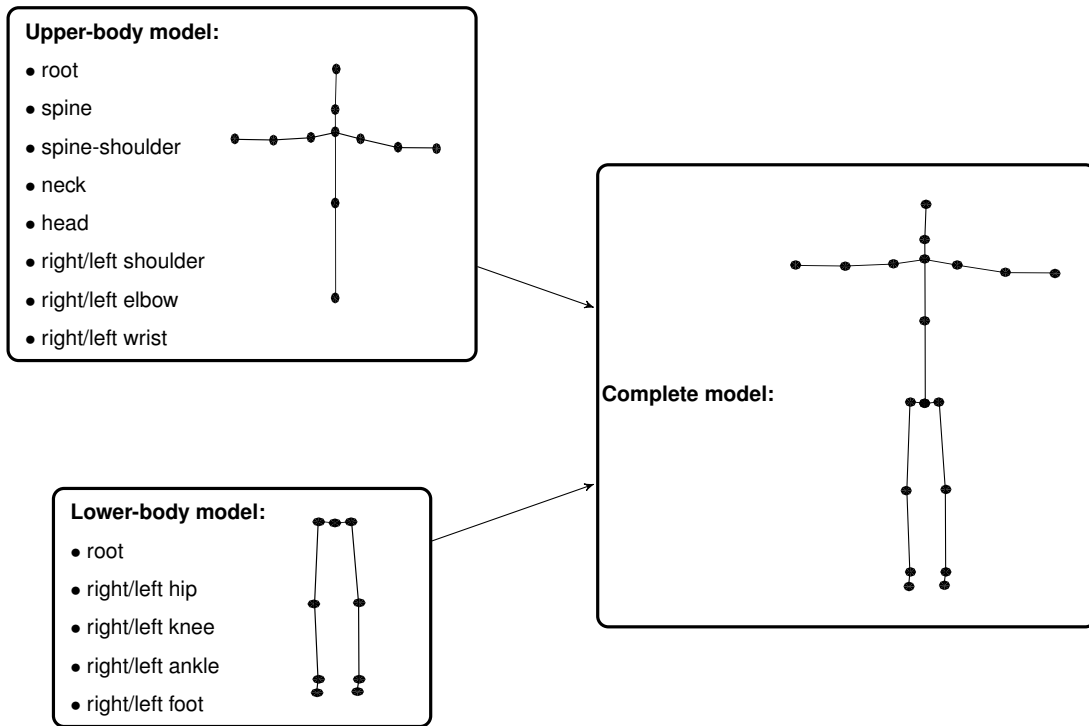 Upper-body model:
● root
● spine
● spine-shoulder
● neck
● head
● right/left shoulder
● right/left elbow
● right/left wrist
Complete model:
Lower-body model:
● root
● right/left hip
● right/left knee
● right/left ankle
● right/left foot